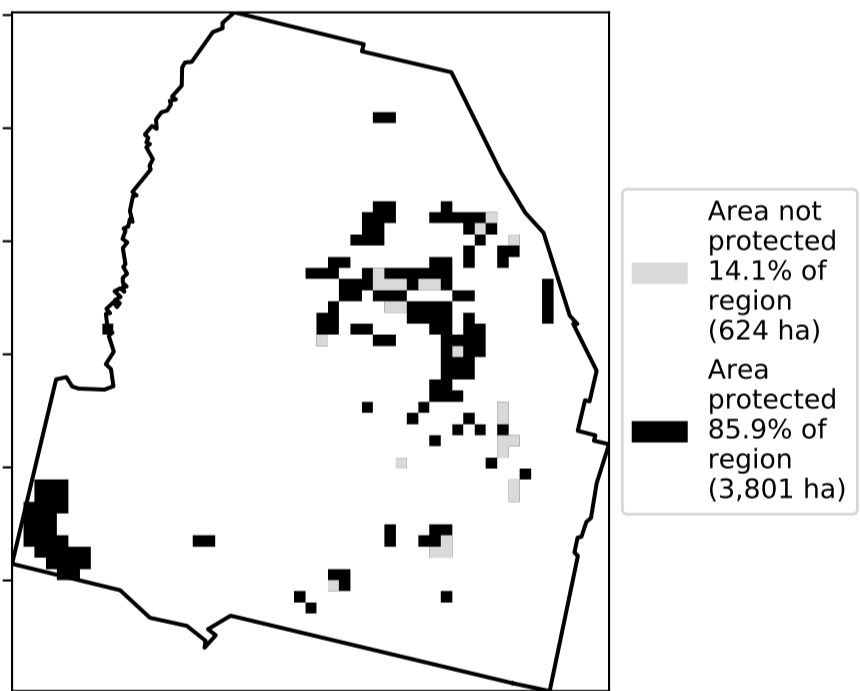 Area not
protected
14.1% of
region
(624 ha)
Area
protected
85.9% of
region
(3,801 ha)